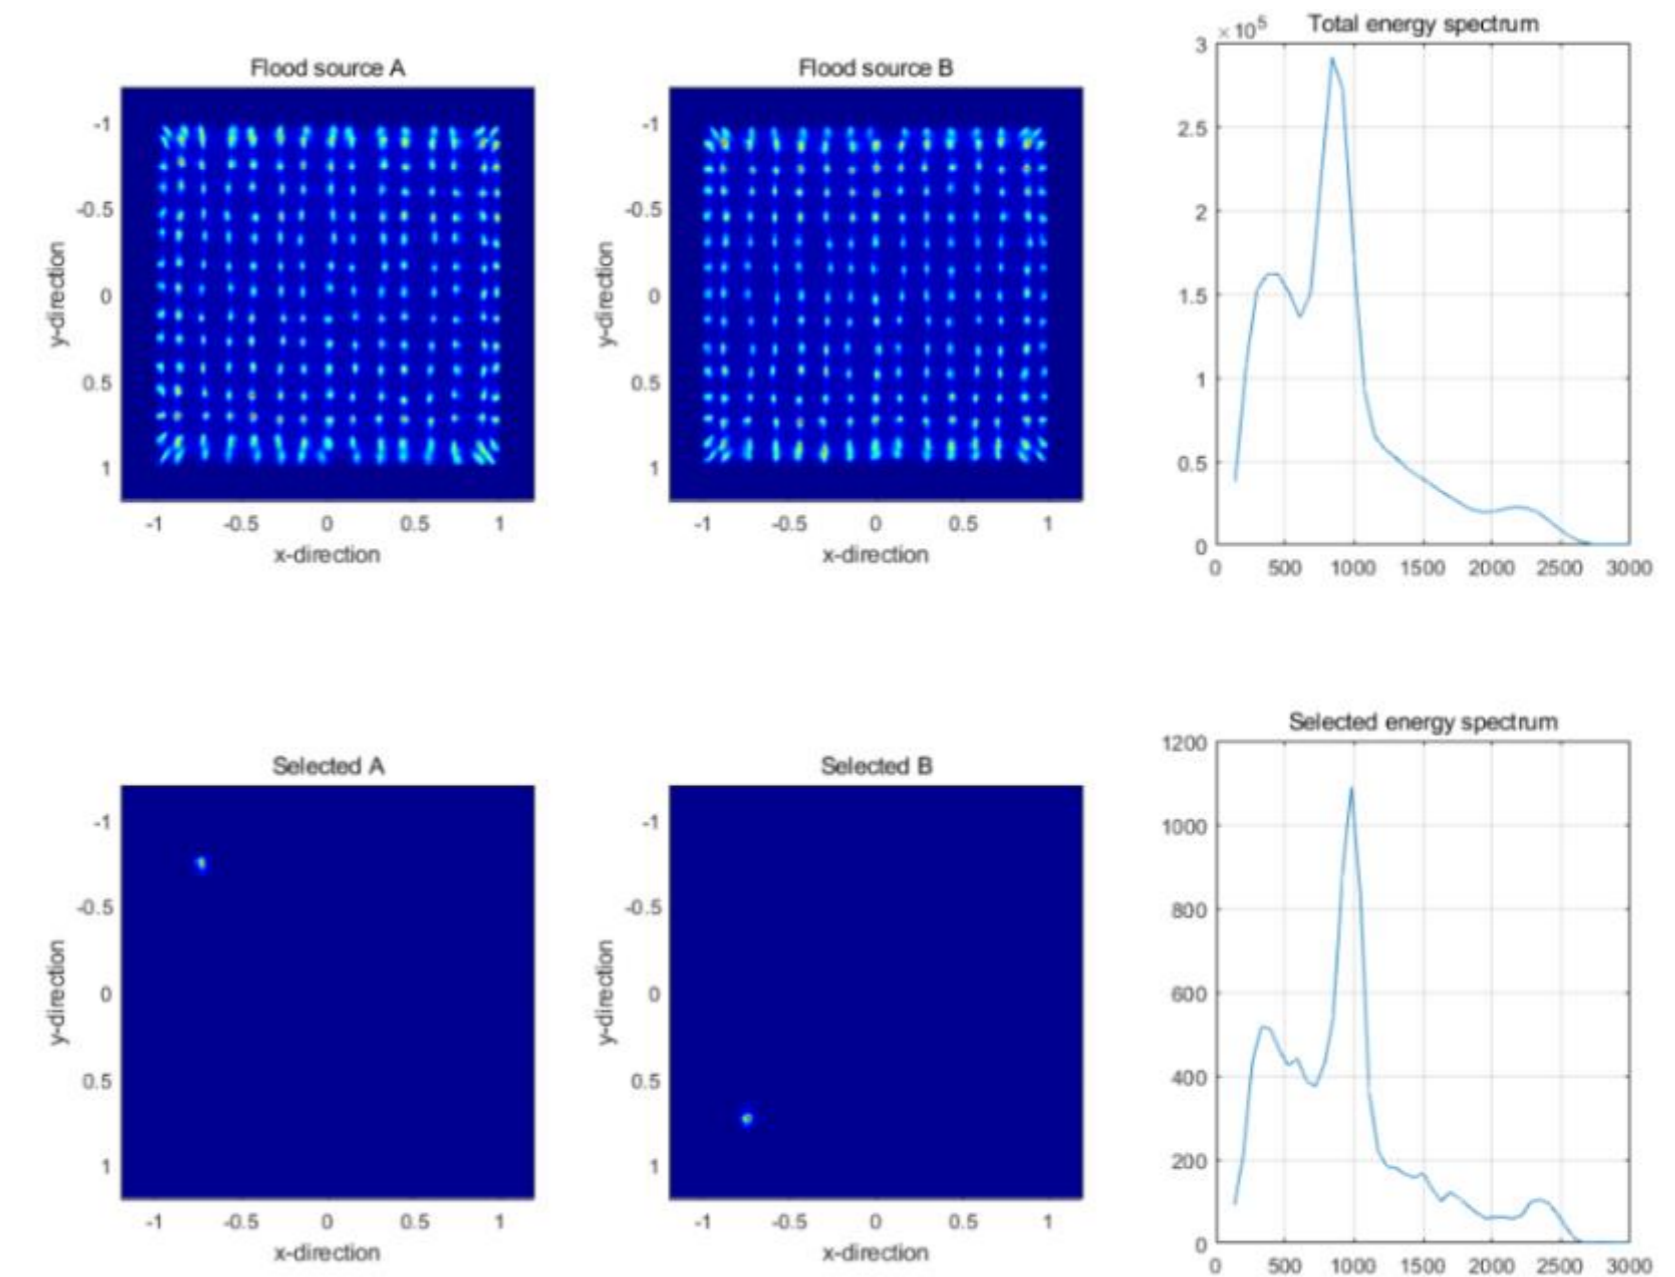 Flood source A
-1
-0.5
0
0.5
1
y-direction
-1 -0.5 0 0.5 1
x-direction
Flood source B
-1
-0.5
0
0.5
1
y-direction
-1 -0.5 0 0.5 1
x-direction
Total energy spectrum
×10⁵
3
2.5
2
1.5
1
0.5
0
0 500 1000 1500 2000 2500 3000
Selected A
-1
-0.5
0
0.5
1
y-direction
-1 -0.5 0 0.5 1
x-direction
Selected B
-1
-0.5
0
0.5
1
y-direction
-1 -0.5 0 0.5 1
x-direction
Selected energy spectrum
1200
1000
800
600
400
200
0
0 500 1000 1500 2000 2500 3000